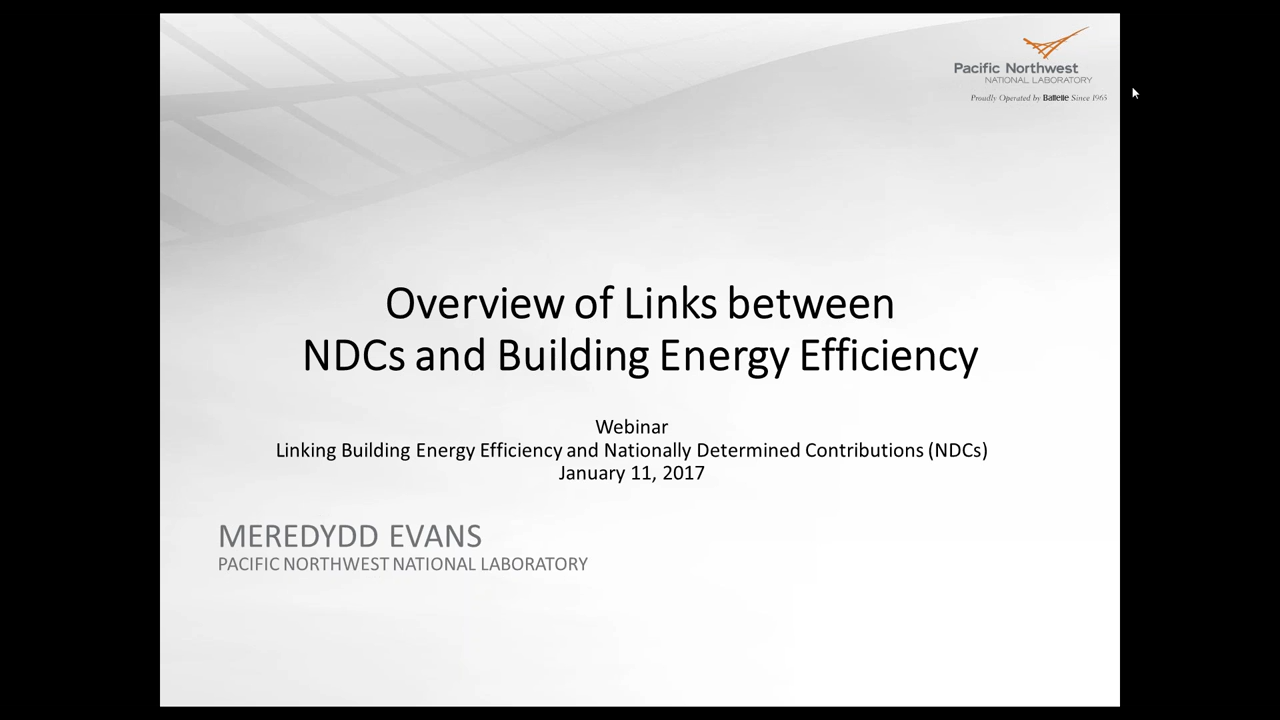 Pacific Northwest
NATIONAL LABORATORY
Proudly Operated by Battelle Since 1965
Overview of Links between
NDCs and Building Energy Efficiency
Webinar
Linking Building Energy Efficiency and Nationally Determined Contributions (NDCs)
January 11, 2017
MEREDYDD EVANS
PACIFIC NORTHWEST NATIONAL LABORATORY